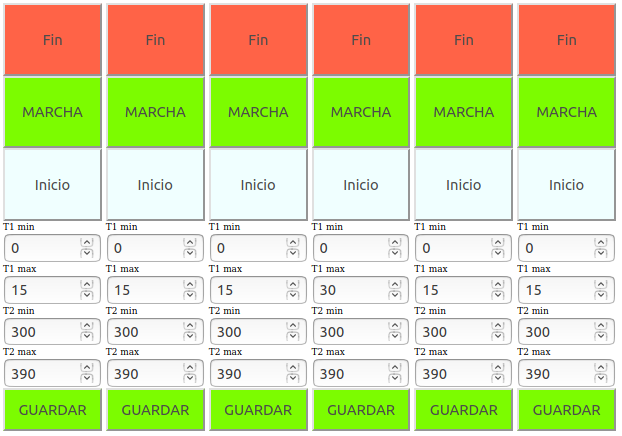 Fin Fin Fin Fin Fin Fin
MARCHA MARCHA MARCHA MARCHA MARCHA MARCHA
Inicio Inicio Inicio Inicio Inicio Inicio
T1 min T1 min T1 min T1 min T1 min T1 min
0 0 0 0 0 0
T1 max T1 max T1 max T1 max T1 max T1 max
15 15 15 30 15 15
T2 min T2 min T2 min T2 min T2 min T2 min
300 300 300 300 300 300
T2 max T2 max T2 max T2 max T2 max T2 max
390 390 390 390 390 390
GUARDAR GUARDAR GUARDAR GUARDAR GUARDAR GUARDAR